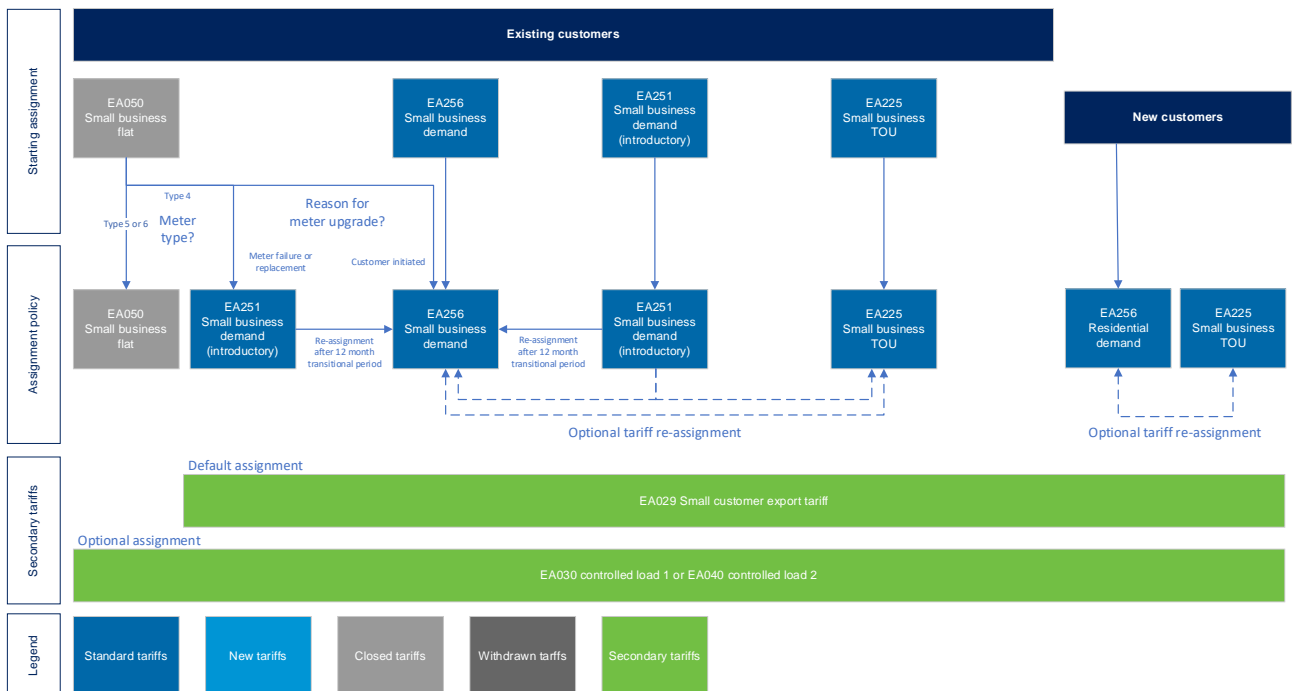 Starting assignment
Existing customers
EA050
Small business
flat
EA256
Small business
demand
EA251
Small business
demand
(introductory)
EA225
Small business
TOU
New customers
Type 4
Type 5 or 6
Meter
type?
Reason for
meter upgrade?
Meter failure or
replacement
Customer initiated
Assignment policy
EA050
Small business
flat
EA251
Small business
demand
(introductory)
Re-assignment
after 12 month
transitional period
EA256
Small business
demand
Re-assignment
after 12 month
transitional period
EA251
Small business
demand
(introductory)
EA225
Small business
TOU
EA256
Residential
demand
EA225
Small business
TOU
Optional tariff re-assignment
Optional tariff re-assignment
Secondary tariffs
Default assignment
EA029 Small customer export tariff
Optional assignment
EA030 controlled load 1 or EA040 controlled load 2
Legend
Standard tariffs
New tariffs
Closed tariffs
Withdrawn tarffs
Secondary tariffs